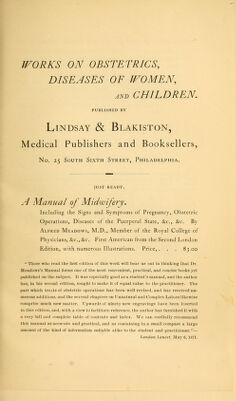 WORKS ON OBSTETRICS,
DISEASES OF WOMEN,
AND CHILDREN.
PUBLISHED BY
LINDSAY & BLAKISTON,
Medical Publishers and Booksellers,
NO. 25 SOUTH SIXTH STREET, PHILADELPHIA.
JUST READY.
A Manual of Midwifery.
Including the Signs and Symptoms of Pregnancy, Obstetric
Operations, Diseases of the Puerperal State, &c., &c. By
ALFRED MEADOWS, M.D., Member of the Royal College of
Physicians, &c., &c. First American from the Second London
Edition, with numerous Illustrations. Price, . . . $3.00
"Those who read the first edition of this work will bear us out in thinking that Dr.
Meadows's Manual forms one of the most convenient, practical, and concise books yet
published on the subject. It was especially good as a student's manual, and the author
has, in his second edition, sought to make it of equal value to the practitioner. The
part which treats of obstetric operations has been well revised, and has received nu-
merous additions, and the several chapters on Unnatural and Complex Labors likewise
comprise much new matter. Upwards of ninety new engravings have been inserted
in this edition, and, with a view to facilitate reference, the author has furnished it with
a very full and complete table of contents and index. We can cordially recommend
this manual as accurate and practical, and as containing in a small compass a large
amount of the kind of information suitable alike to the student and practitioner."—
London Lancet, May 6, 1871.